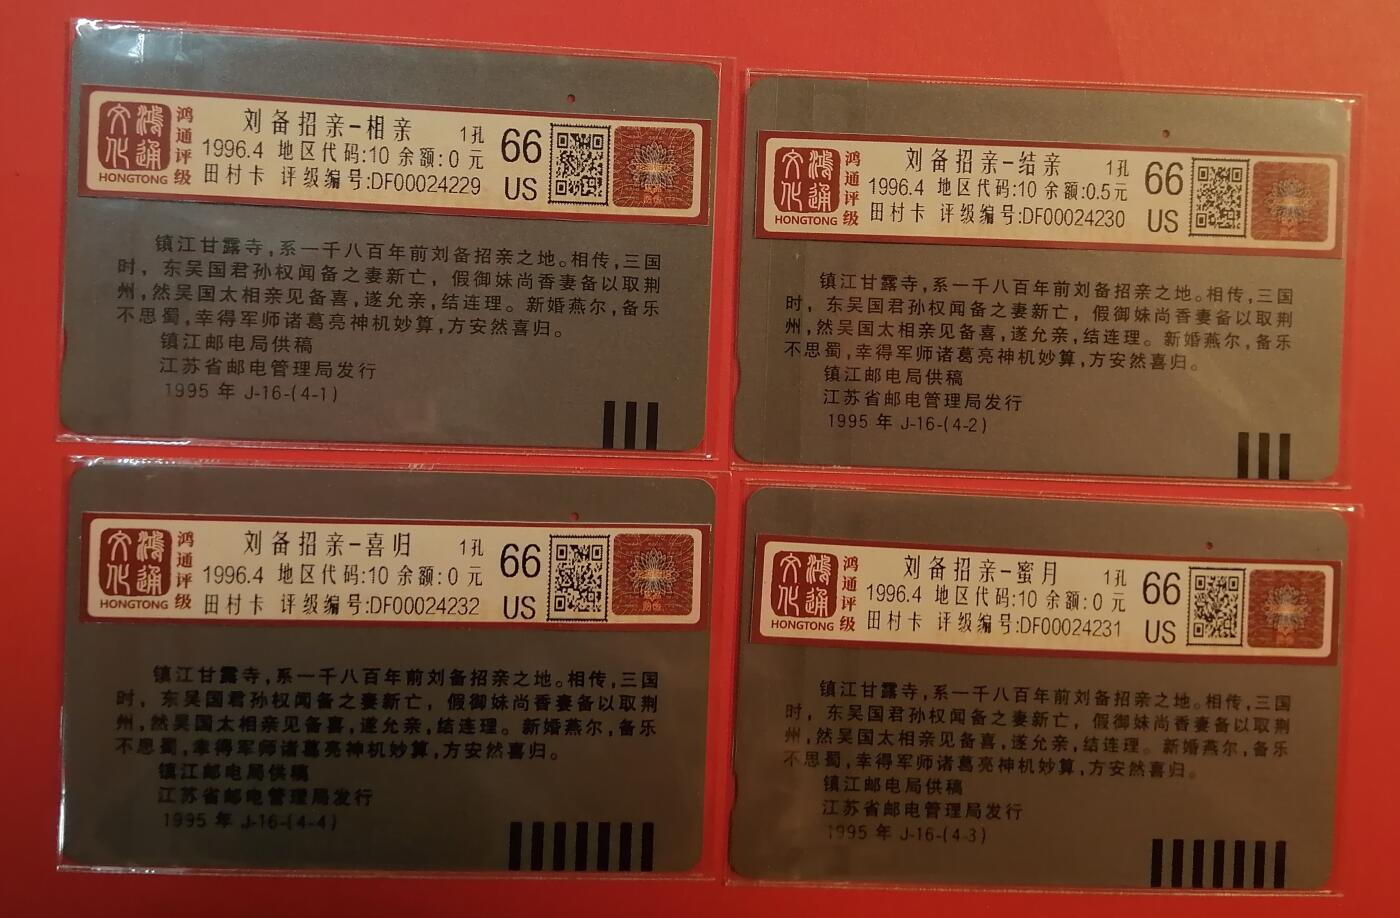 鸿通文化
HONGTONG
鸿通评级
刘备招亲-相亲 1孔
1996.4 地区代码:10 余额:0 元
田村卡 评级编号:DF00024229
66
US
镇江甘露寺,系一千八百年前刘备招亲之地。相传,三国
时,东吴国君孙权闻备之妻新亡,假御妹尚香妻备以取荆
州,然吴国太相亲见备喜,遂允亲,结连理。新婚燕尔,备乐
不思蜀,幸得军师诸葛亮神机妙算,方安然喜归。
镇江邮电局供稿
江苏省邮电管理局发行
1995 年 J-16-(4-1)
鸿通文化
HONGTONG
鸿通评级
刘备招亲-结亲 1孔
1996.4 地区代码:10 余额:0.5元
田村卡 评级编号:DF00024230
66
US
镇江甘露寺,系一千八百年前刘备招亲之地。相传,三国
时,东吴国君孙权闻备之妻新亡,假御妹尚香妻备以取荆
州,然吴国太相亲见备喜,遂允亲,结连理。新婚燕尔,备乐
不思蜀,幸得军师诸葛亮神机妙算,方安然喜归。
镇江邮电局供稿
江苏省邮电管理局发行
1995 年 J-16-(4-2)
鸿通文化
HONGTONG
鸿通评级
刘备招亲-喜归 1孔
1996.4 地区代码:10 余额:0 元
田村卡 评级编号:DF00024232
66
US
镇江甘露寺,系一千八百年前刘备招亲之地。相传,三国
时,东吴国君孙权闻备之妻新亡,假御妹尚香妻备以取荆
州,然吴国太相亲见备喜,遂允亲,结连理。新婚燕尔,备乐
不思蜀,幸得军师诸葛亮神机妙算,方安然喜归。
镇江邮电局供稿
江苏省邮电管理局发行
1995 年 J-16-(4-4)
鸿通文化
HONGTONG
鸿通评级
刘备招亲-蜜月 1孔
1996.4 地区代码:10 余额:0 元
田村卡 评级编号:DF00024231
66
US
镇江甘露寺,系一千八百年前刘备招亲之地。相传,三国
时,东吴国君孙权闻备之妻新亡,假御妹尚香妻备以取荆
州,然吴国太相亲见备喜,遂允亲,结连理。新婚燕尔,备乐
不思蜀,幸得军师诸葛亮神机妙算,方安然喜归。
镇江邮电局供稿
江苏省邮电管理局发行
1995 年 J-16-(4-3)